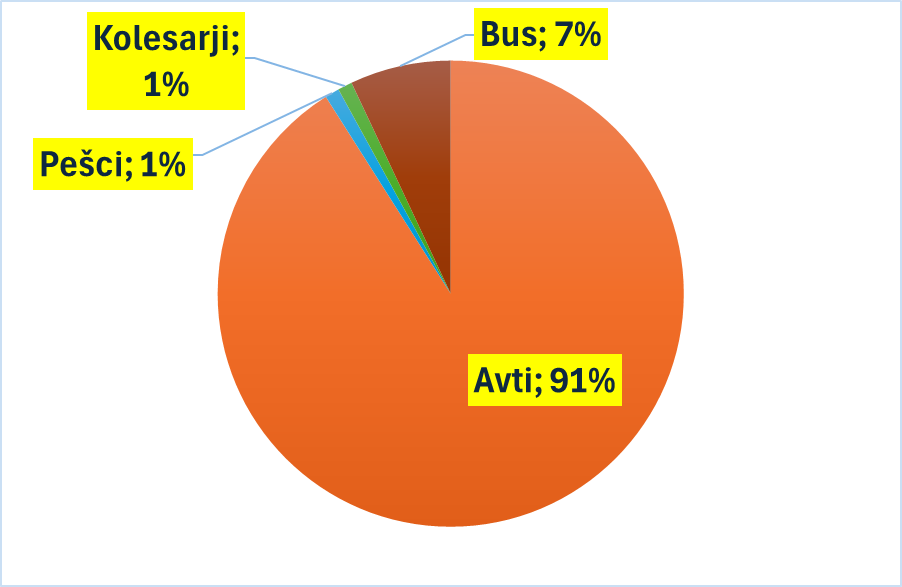 Kolesarji;
1%
Bus; 7%
Pešci; 1%
Avti; 91%